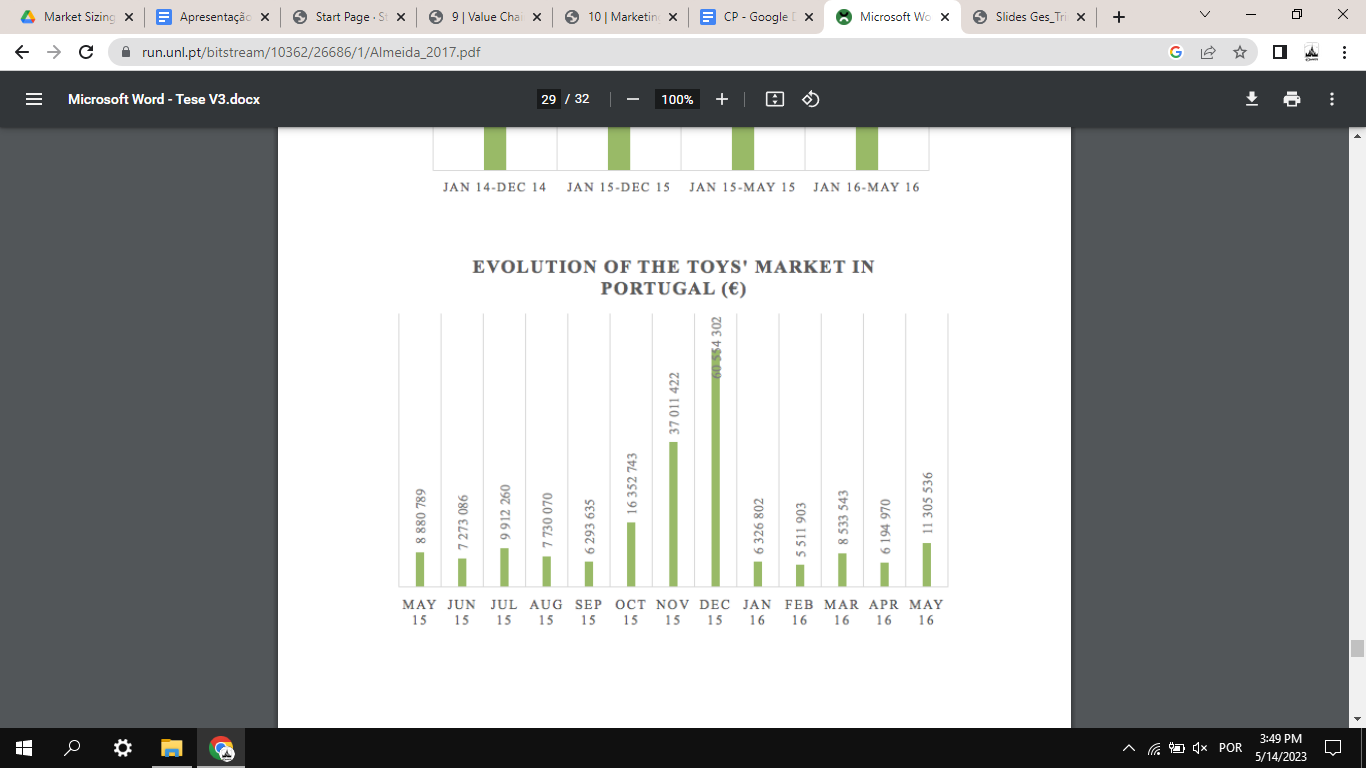 Market Sizing
Apresentaçã
Start Page · S
9 | Value Chai
10 | Marketin
CP - Google D
Microsoft Wo
Slides Ges_Tri
run.unl.pt/bitstream/10362/26686/1/Almeida_2017.pdf
Microsoft Word - Tese V3.docx
29 / 32
100%
JAN 14-DEC 14 JAN 15-DEC 15 JAN 15-MAY 15 JAN 16-MAY 16
EVOLUTION OF THE TOYS' MARKET IN
PORTUGAL (€)
8 880 789
7 273 086
9 912 260
7 730 070
6 293 635
16 352 743
37 011 422
60 554 302
6 326 802
5 511 903
8 533 543
6 194 970
11 305 536
MAY JUN JUL AUG SEP OCT NOV DEC JAN FEB MAR APR MAY
15 15 15 15 15 15 15 15 16 16 16 16 16
POR
3:49 PM
5/14/2023